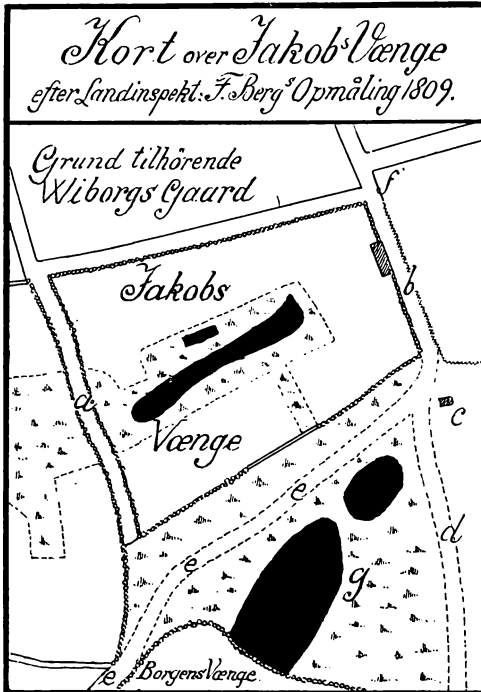 Kort over Jakobs Vænge
efter Landinspekt: F. Bergs Opmåling 1809.
Grund tilhörende
Wiborgs Gaard
f
Jakobs
b
a
c
Vænge
e
d
e
g
e
Borgens Vænge